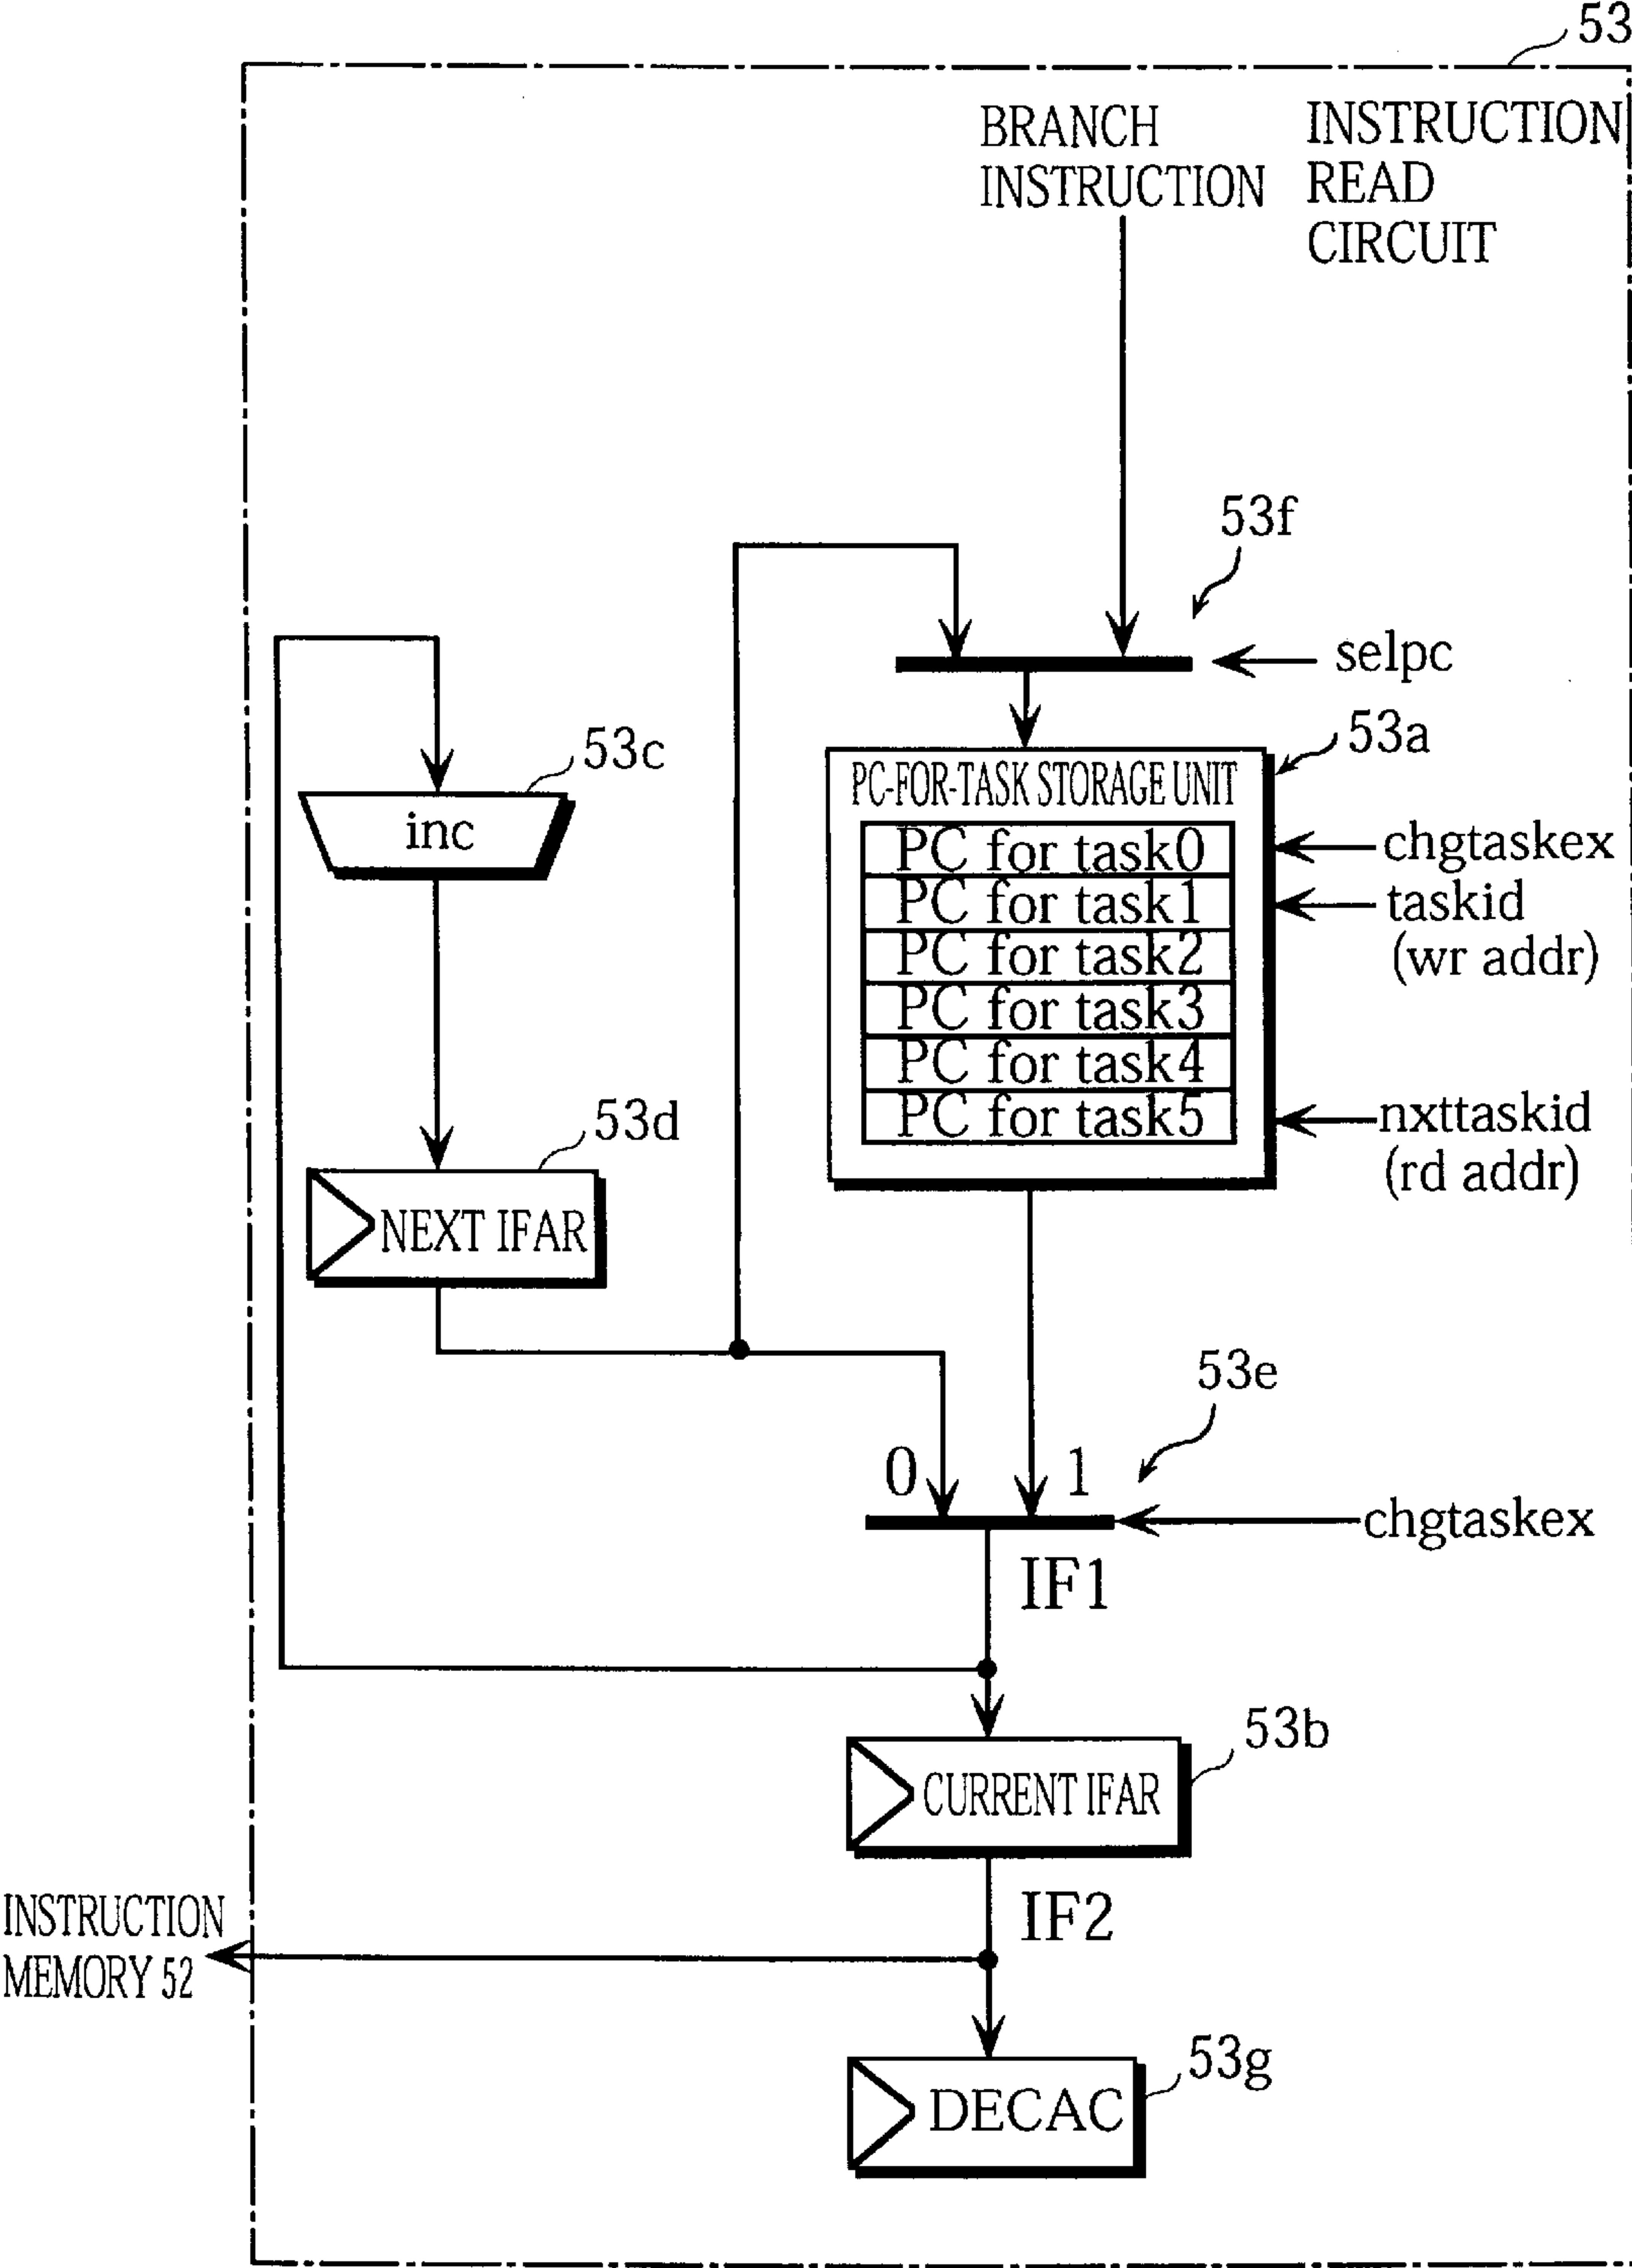 53
BRANCH
INSTRUCTION
INSTRUCTION
READ
CIRCUIT
53f
selpc
53c
inc
53a
PC-FOR-TASK STORAGE UNIT
PC for task0
PC for task1
PC for task2
PC for task3
PC for task4
PC for task5
chgtaskex
taskid
(wr addr)
nxttaskid
(rd addr)
53d
NEXT IFAR
53e
0
1
chgtaskex
IF1
53b
CURRENT IFAR
IF2
INSTRUCTION
MEMORY 52
53g
DECAC